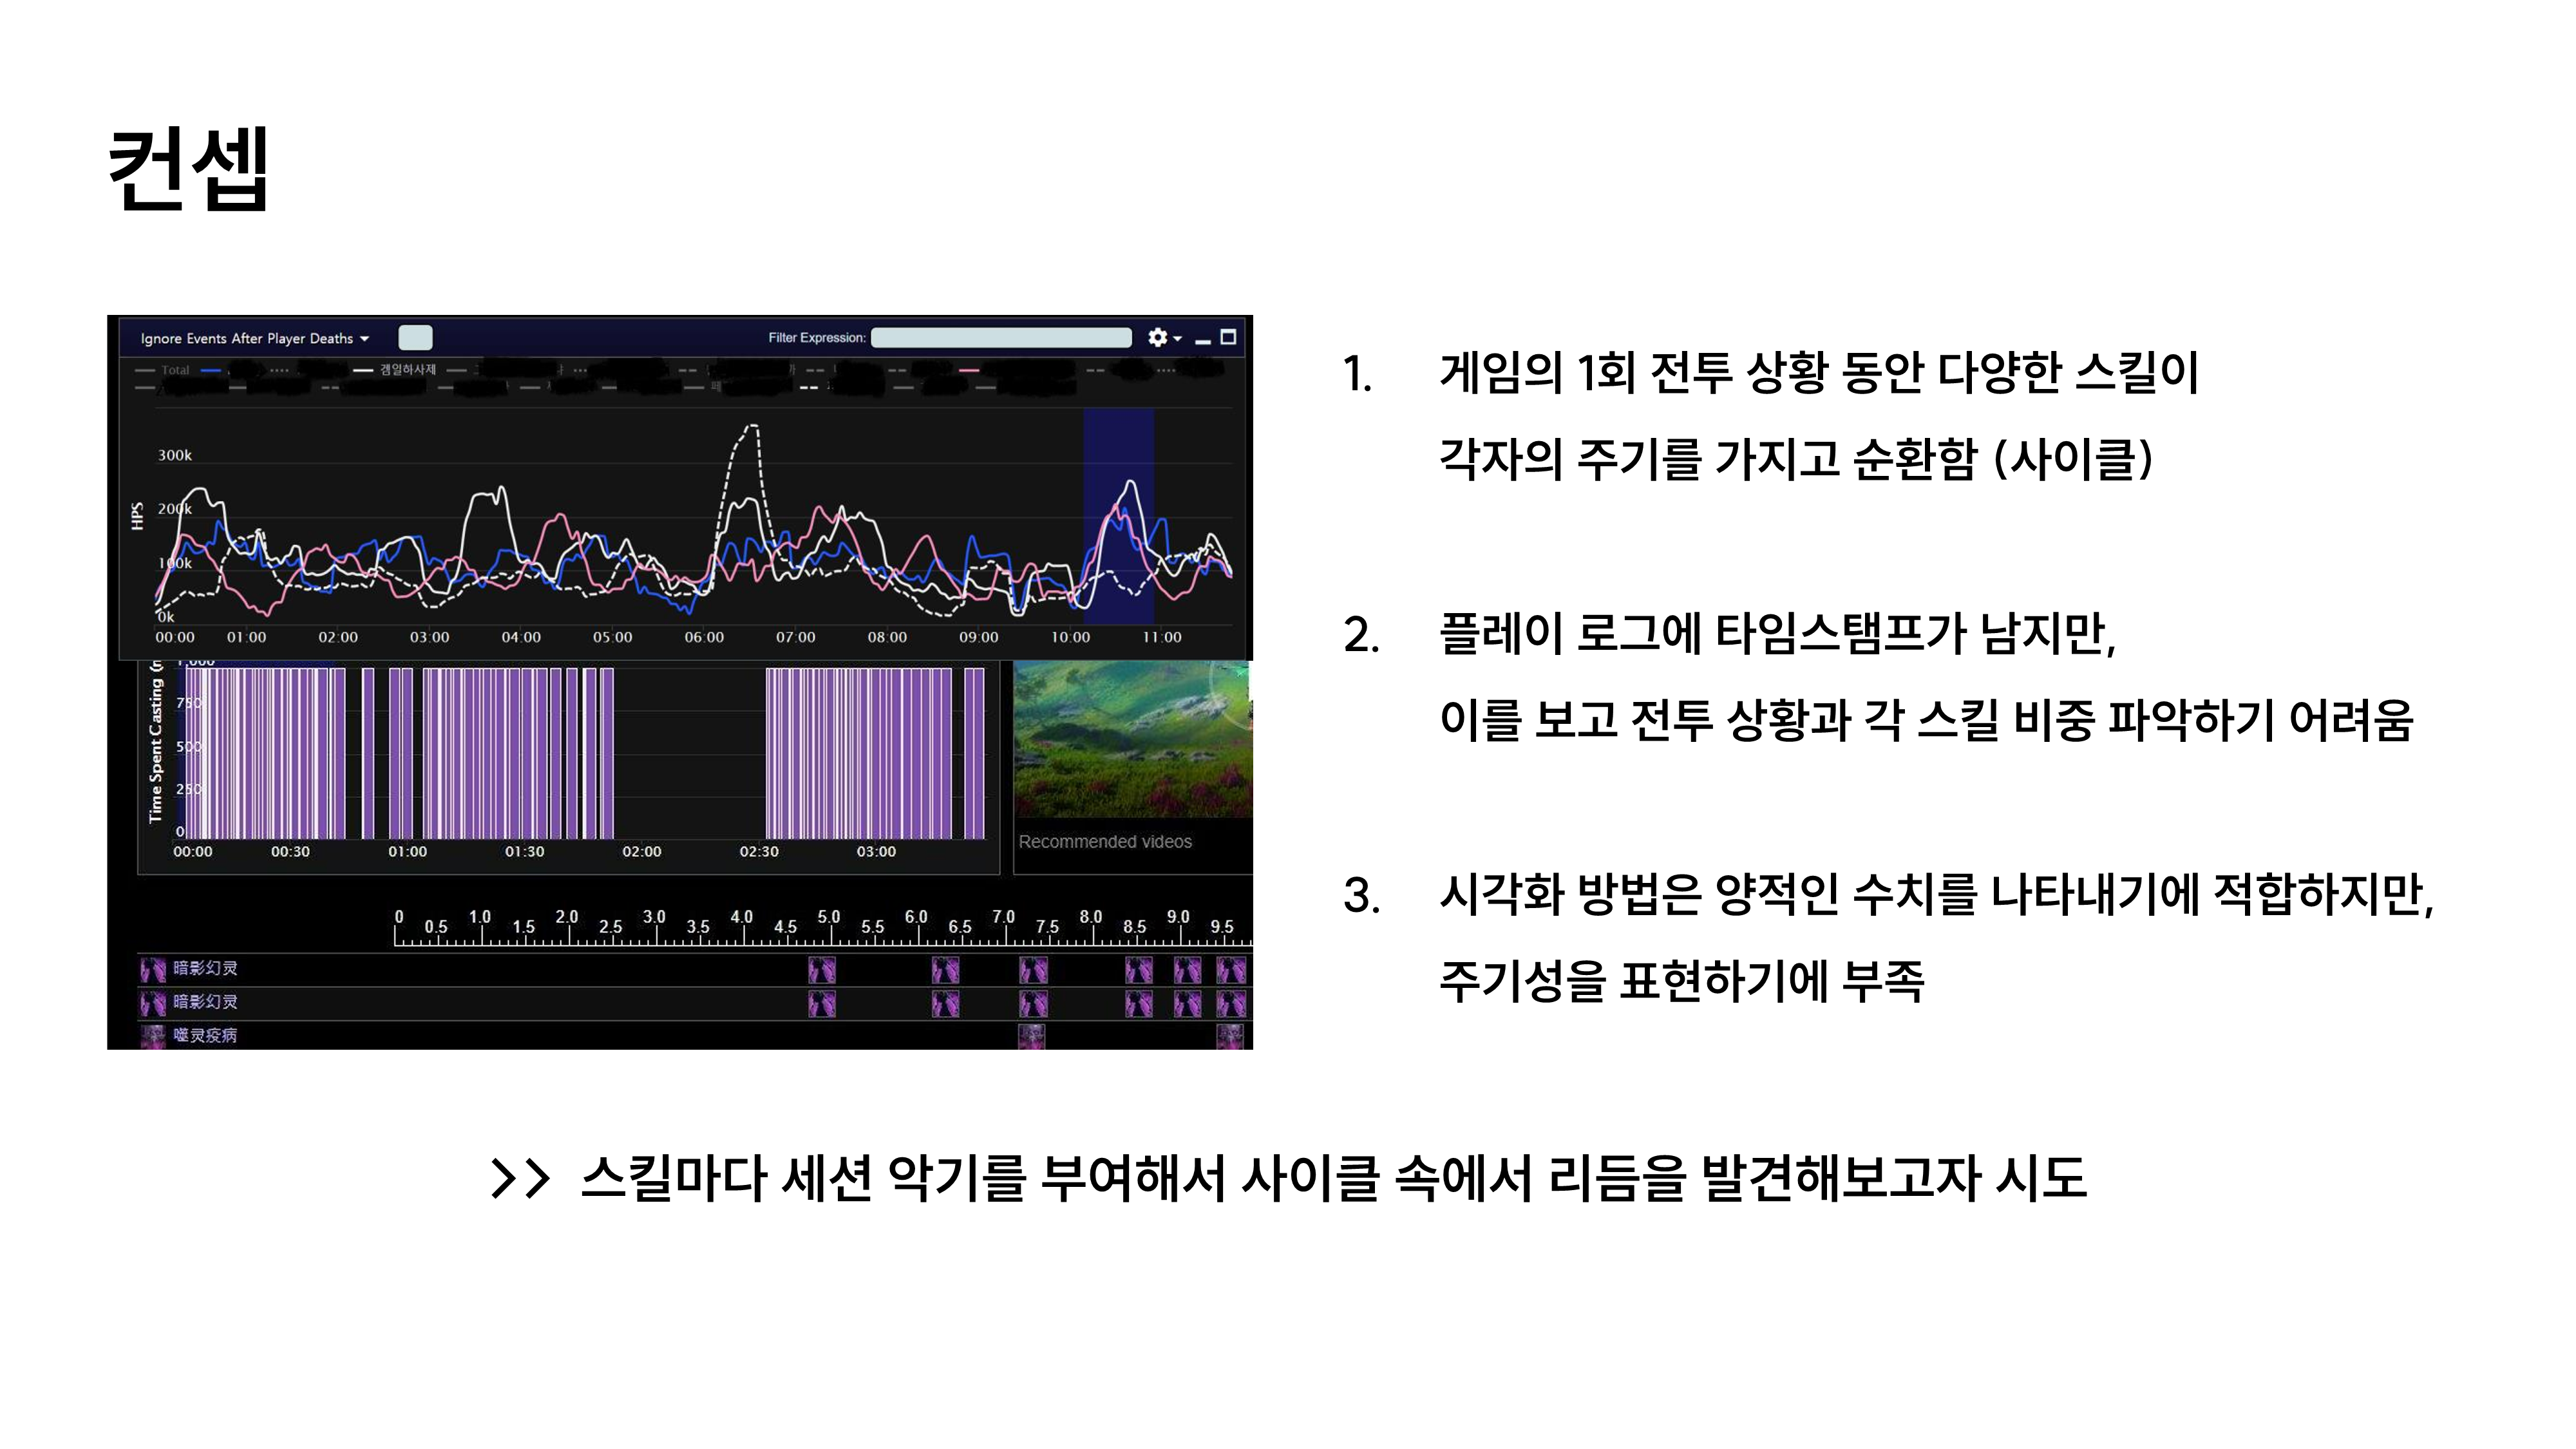 컨셉
Ignore Events After Player Deaths
Filter Expression:
Total
겜일하사제
HPS
300k
200k
100k
0k
00:00 01:00 02:00 03:00 04:00 05:00 06:00 07:00 08:00 09:00 10:00 11:00
Time Spent Casting
1,000
750
500
250
0
00:00 00:30 01:00 01:30 02:00 02:30 03:00
Recommended videos
0 0.5 1.0 1.5 2.0 2.5 3.0 3.5 4.0 4.5 5.0 5.5 6.0 6.5 7.0 7.5 8.0 8.5 9.0 9.5
暗影幻灵
暗影幻灵
噬灵疫病
1. 게임의 1회 전투 상황 동안 다양한 스킬이
각자의 주기를 가지고 순환함 (사이클)
2. 플레이 로그에 타임스탬프가 남지만,
이를 보고 전투 상황과 각 스킬 비중 파악하기 어려움
3. 시각화 방법은 양적인 수치를 나타내기에 적합하지만,
주기성을 표현하기에 부족
>> 스킬마다 세션 악기를 부여해서 사이클 속에서 리듬을 발견해보고자 시도